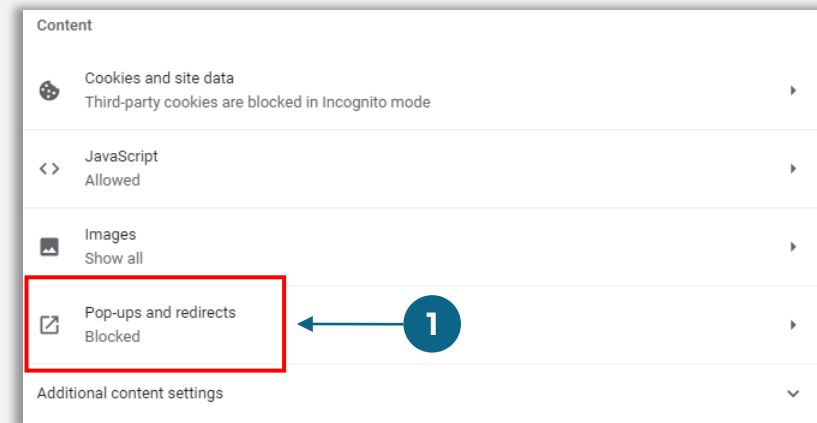 Content
Cookies and site data
Third-party cookies are blocked in Incognito mode
JavaScript
Allowed
Images
Show all
Pop-ups and redirects
Blocked
1
Additional content settings